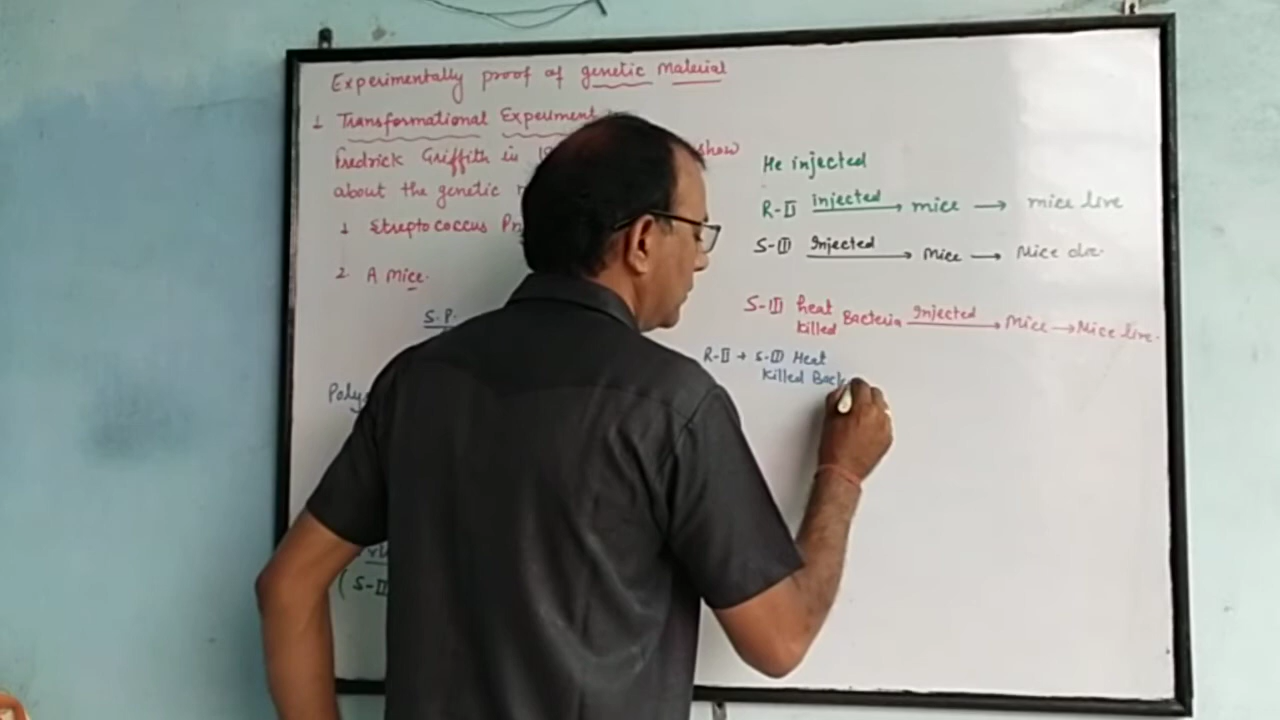 Experimentally proof of genetic Material
1 Transformational Experiment
Fredrick Griffith in show
about the genetic
1 Streptococcus
2 A Mice.
S.P.
He injected
R-II injected → mice → mice live
S-III Injected → Mice → Mice die.
S-III heat killed Bacteria Injected → Mice → Mice live.
R-II + S-III Heat
Killed
(S-III